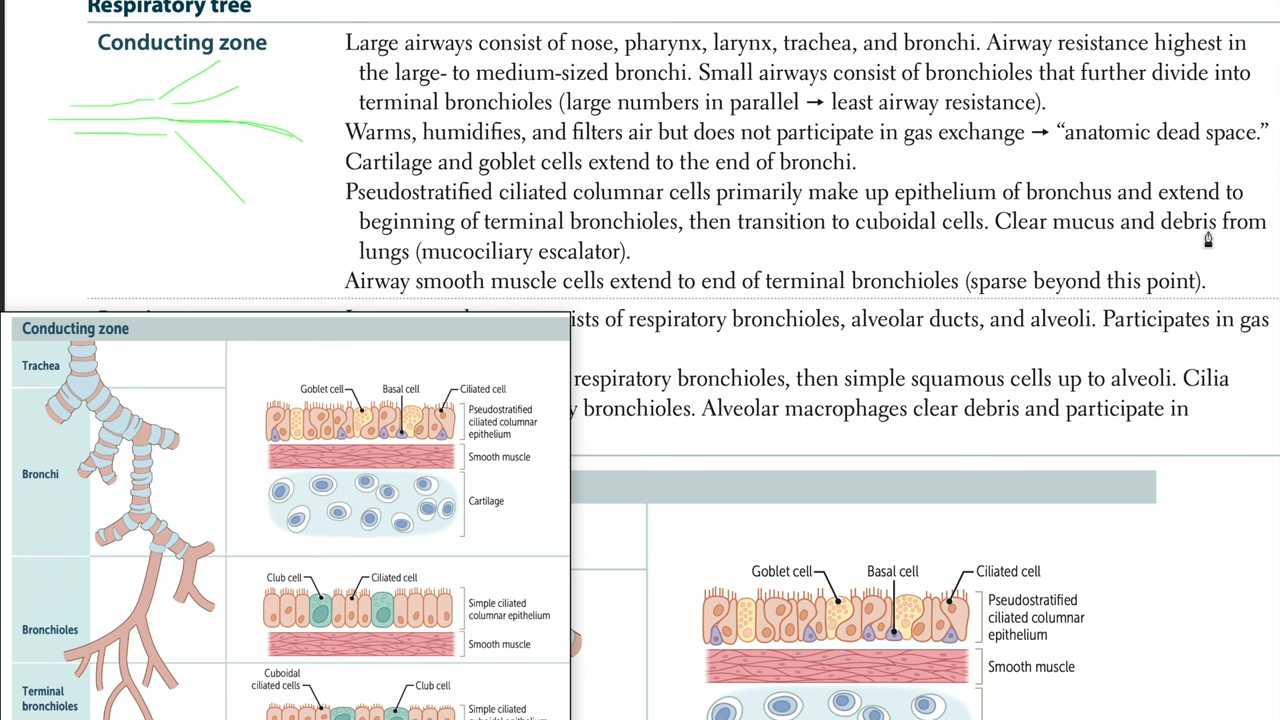 Respiratory tree
Conducting zone
Large airways consist of nose, pharynx, larynx, trachea, and bronchi. Airway resistance highest in
the large- to medium-sized bronchi. Small airways consist of bronchioles that further divide into
terminal bronchioles (large numbers in parallel → least airway resistance).
Warms, humidifies, and filters air but does not participate in gas exchange → “anatomic dead space.”
Cartilage and goblet cells extend to the end of bronchi.
Pseudostratified ciliated columnar cells primarily make up epithelium of bronchus and extend to
beginning of terminal bronchioles, then transition to cuboidal cells. Clear mucus and debris from
lungs (mucociliary escalator).
Airway smooth muscle cells extend to end of terminal bronchioles (sparse beyond this point).
of respiratory bronchioles, alveolar ducts, and alveoli. Participates in gas
respiratory bronchioles, then simple squamous cells up to alveoli. Cilia
bronchioles. Alveolar macrophages clear debris and participate in
Conducting zone
Trachea
Goblet cell
Basal cell
Ciliated cell
Pseudostratified
ciliated columnar
epithelium
Smooth muscle
Bronchi
Cartilage
Club cell
Ciliated cell
Simple ciliated
columnar epithelium
Bronchioles
Smooth muscle
Cuboidal
ciliated cells
Club cell
Terminal
bronchioles
Simple ciliated
Goblet cell
Basal cell
Ciliated cell
Pseudostratified
ciliated columnar
epithelium
Smooth muscle